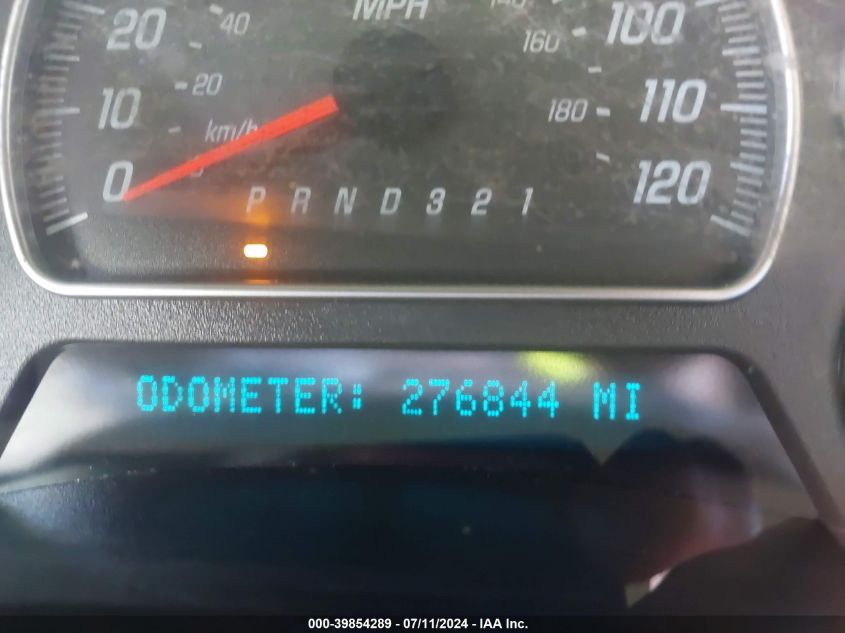 MPH
20 40 140 100
160
20
10 180 110
km/h
0 120
P R N D 3 2 1
ODOMETER: 276844 MI
000-39854289 - 07/11/2024 - IAA Inc.